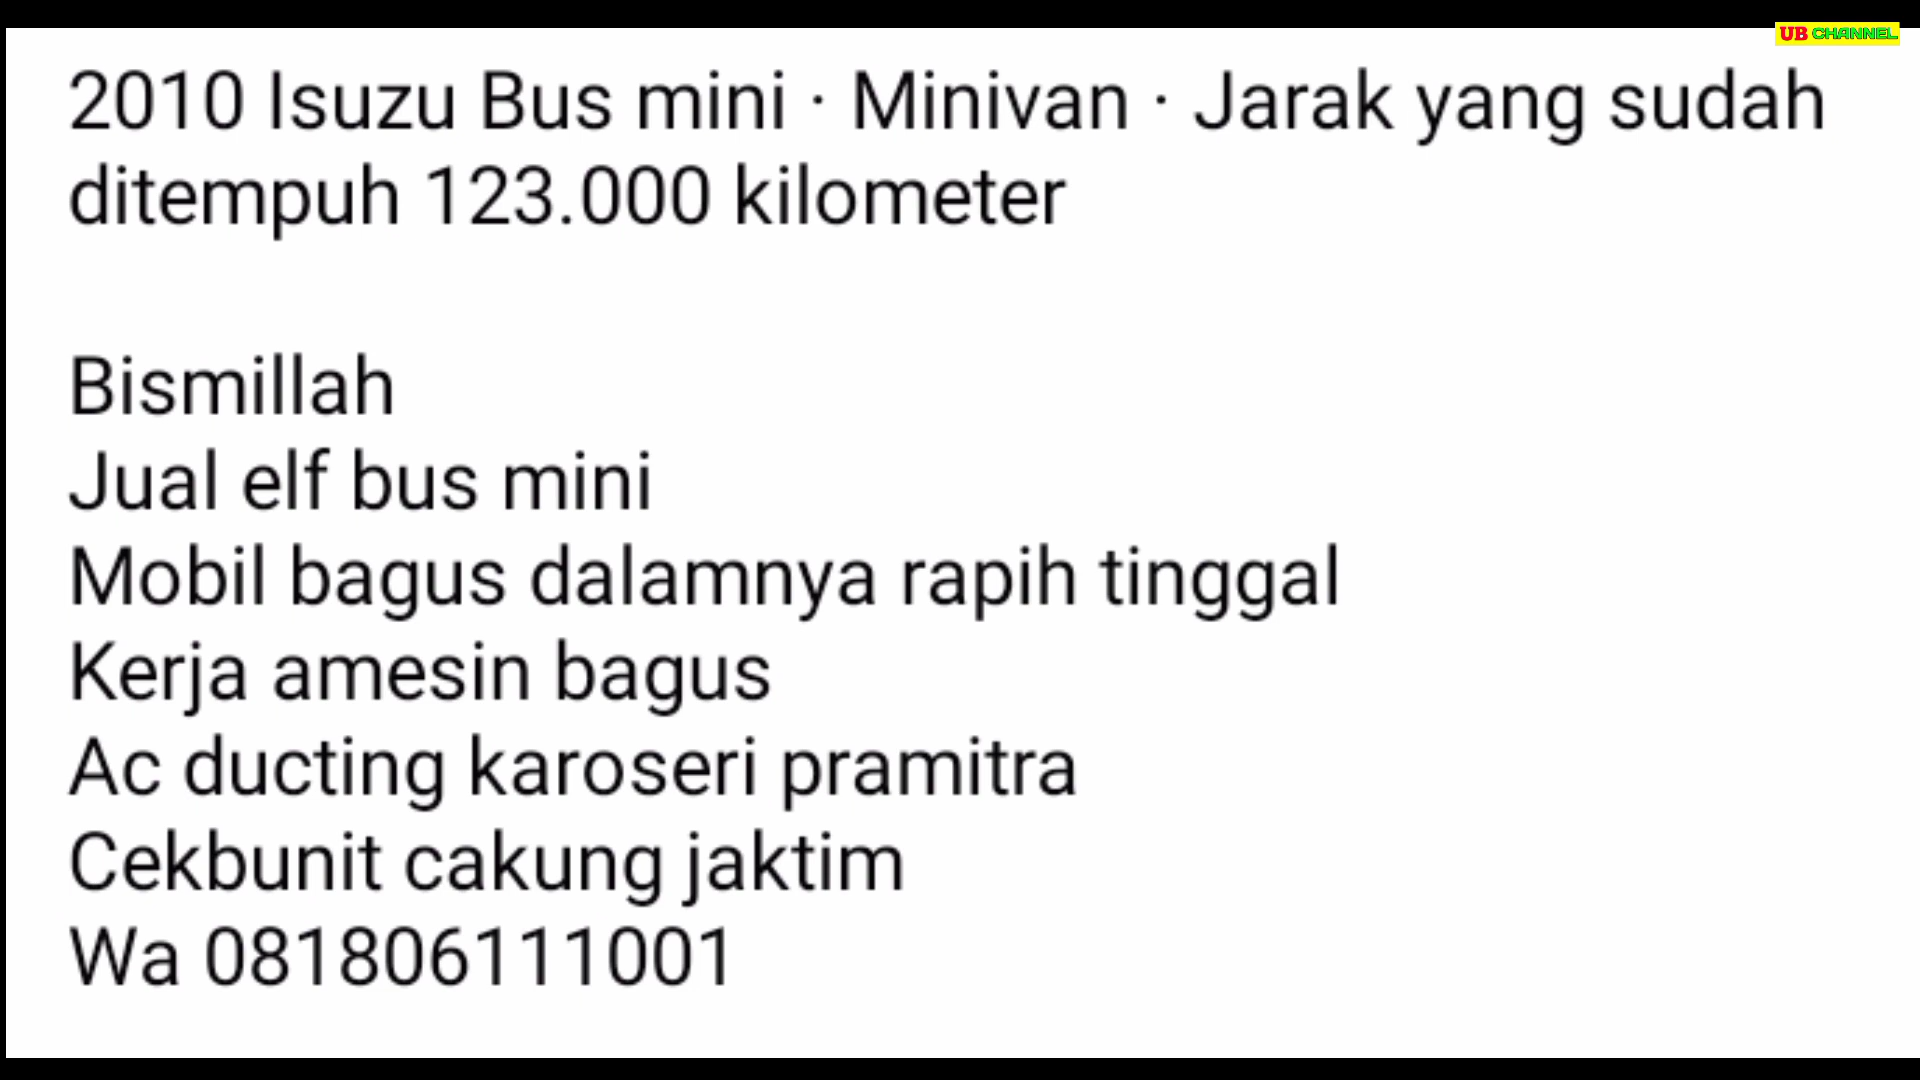 UB CHANNEL
2010 Isuzu Bus mini · Minivan · Jarak yang sudah
ditempuh 123.000 kilometer
Bismillah
Jual elf bus mini
Mobil bagus dalamnya rapih tinggal
Kerja amesin bagus
Ac ducting karoseri pramitra
Cekbunit cakung jaktim
Wa 081806111001